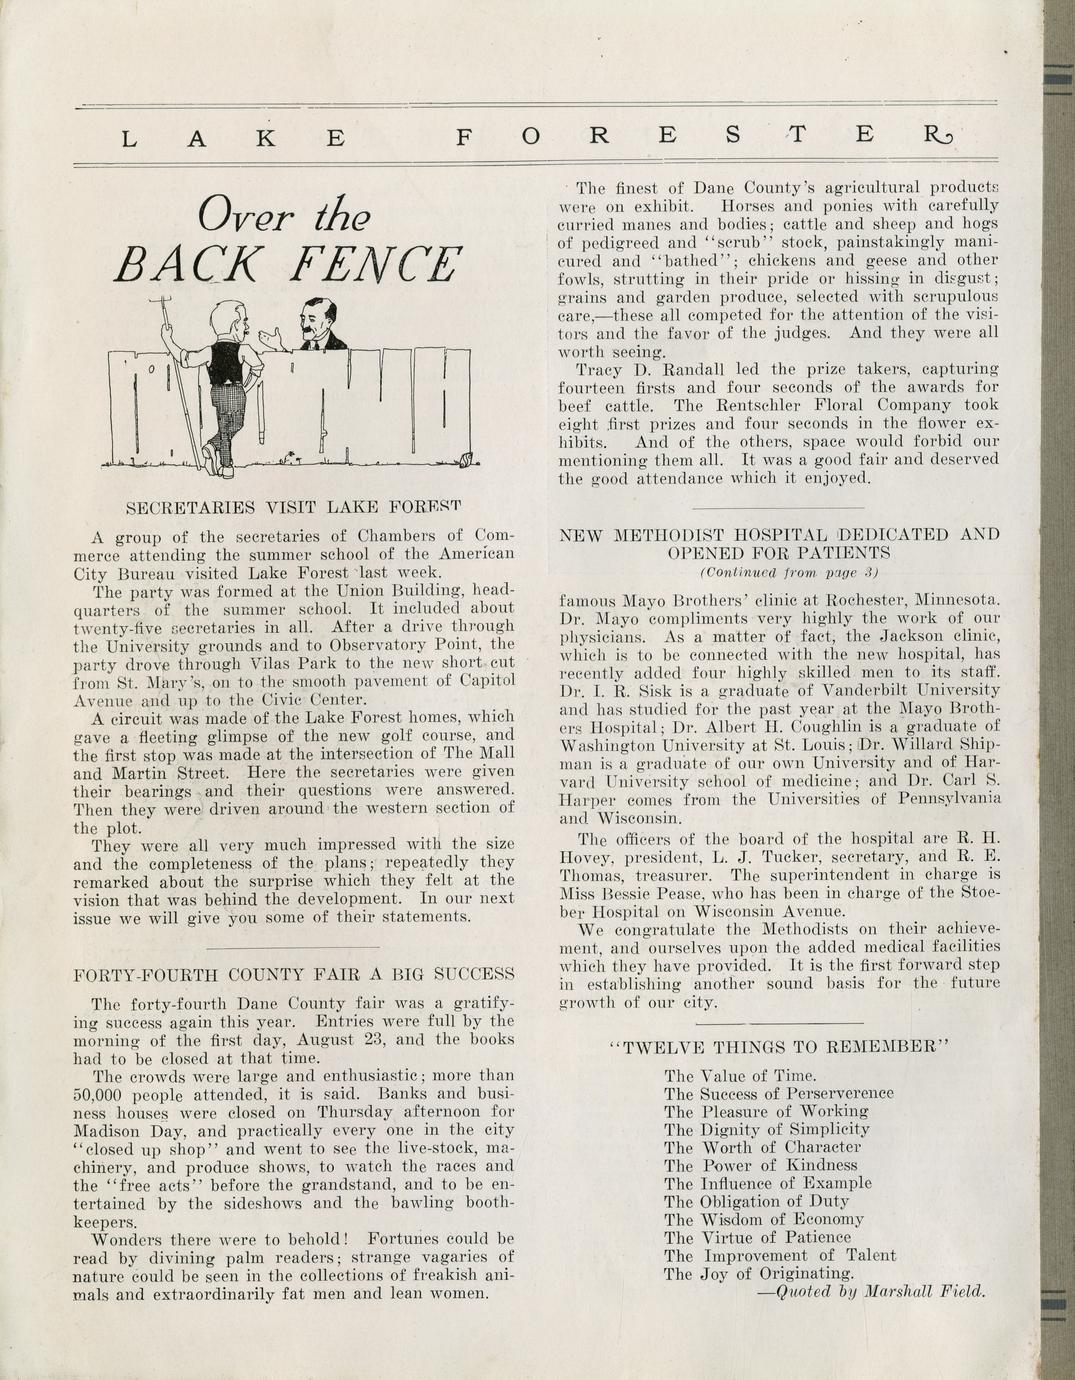 LAKE FORESTER
Over the
BACK FENCE
SECRETARIES VISIT LAKE FOREST
A group of the secretaries of Chambers of Com-
merce attending the summer school of the American
City Bureau visited Lake Forest last week.
The party was formed at the Union Building, head-
quarters of the summer school. It included about
twenty-five secretaries in all. After a drive through
the University grounds and to Observatory Point, the
party drove through Vilas Park to the new short cut
from St. Mary's, on to the smooth pavement of Capitol
Avenue and up to the Civic Center.
A circuit was made of the Lake Forest homes, which
gave a fleeting glimpse of the new golf course, and
the first stop was made at the intersection of The Mall
and Martin Street. Here the secretaries were given
their bearings and their questions were answered.
Then they were driven around the western section of
the plot.
They were all very much impressed with the size
and the completeness of the plans; repeatedly they
remarked about the surprise which they felt at the
vision that was behind the development. In our next
issue we will give you some of their statements.
FORTY-FOURTH COUNTY FAIR A BIG SUCCESS
The forty-fourth Dane County fair was a gratify-
ing success again this year. Entries were full by the
morning of the first day, August 23, and the books
had to be closed at that time.
The crowds were large and enthusiastic; more than
50,000 people attended, it is said. Banks and busi-
ness houses were closed on Thursday afternoon for
Madison Day, and practically every one in the city
"closed up shop" and went to see the live-stock, ma-
chinery, and produce shows, to watch the races and
the "free acts" before the grandstand, and to be en-
tertained by the sideshows and the bawling booth-
keepers.
Wonders there were to behold! Fortunes could be
read by divining palm readers; strange vagaries of
nature could be seen in the collections of freakish ani-
mals and extraordinarily fat men and lean women.
The finest of Dane County's agricultural products
were on exhibit. Horses and ponies with carefully
curried manes and bodies; cattle and sheep and hogs
of pedigreed and "scrub" stock, painstakingly mani-
cured and "bathed"; chickens and geese and other
fowls, strutting in their pride or hissing in disgust;
grains and garden produce, selected with scrupulous
care,—these all competed for the attention of the visi-
tors and the favor of the judges. And they were all
worth seeing.
Tracy D. Randall led the prize takers, capturing
fourteen firsts and four seconds of the awards for
beef cattle. The Rentschler Floral Company took
eight first prizes and four seconds in the flower ex-
hibits. And of the others, space would forbid our
mentioning them all. It was a good fair and deserved
the good attendance which it enjoyed.
NEW METHODIST HOSPITAL DEDICATED AND
OPENED FOR PATIENTS
(Continued from page 3)
famous Mayo Brothers' clinic at Rochester, Minnesota.
Dr. Mayo compliments very highly the work of our
physicians. As a matter of fact, the Jackson clinic,
which is to be connected with the new hospital, has
recently added four highly skilled men to its staff.
Dr. I. R. Sisk is a graduate of Vanderbilt University
and has studied for the past year at the Mayo Broth-
ers Hospital; Dr. Albert H. Coughlin is a graduate of
Washington University at St. Louis; Dr. Willard Ship-
man is a graduate of our own University and of Har-
vard University school of medicine; and Dr. Carl S.
Harper comes from the Universities of Pennsylvania
and Wisconsin.
The officers of the board of the hospital are R. H.
Hovey, president, L. J. Tucker, secretary, and R. E.
Thomas, treasurer. The superintendent in charge is
Miss Bessie Pease, who has been in charge of the Stoe-
ber Hospital on Wisconsin Avenue.
We congratulate the Methodists on their achieve-
ment, and ourselves upon the added medical facilities
which they have provided. It is the first forward step
in establishing another sound basis for the future
growth of our city.
"TWELVE THINGS TO REMEMBER"
The Value of Time.
The Success of Perserverence
The Pleasure of Working
The Dignity of Simplicity
The Worth of Character
The Power of Kindness
The Influence of Example
The Obligation of Duty
The Wisdom of Economy
The Virtue of Patience
The Improvement of Talent
The Joy of Originating.
—Quoted by Marshall Field.